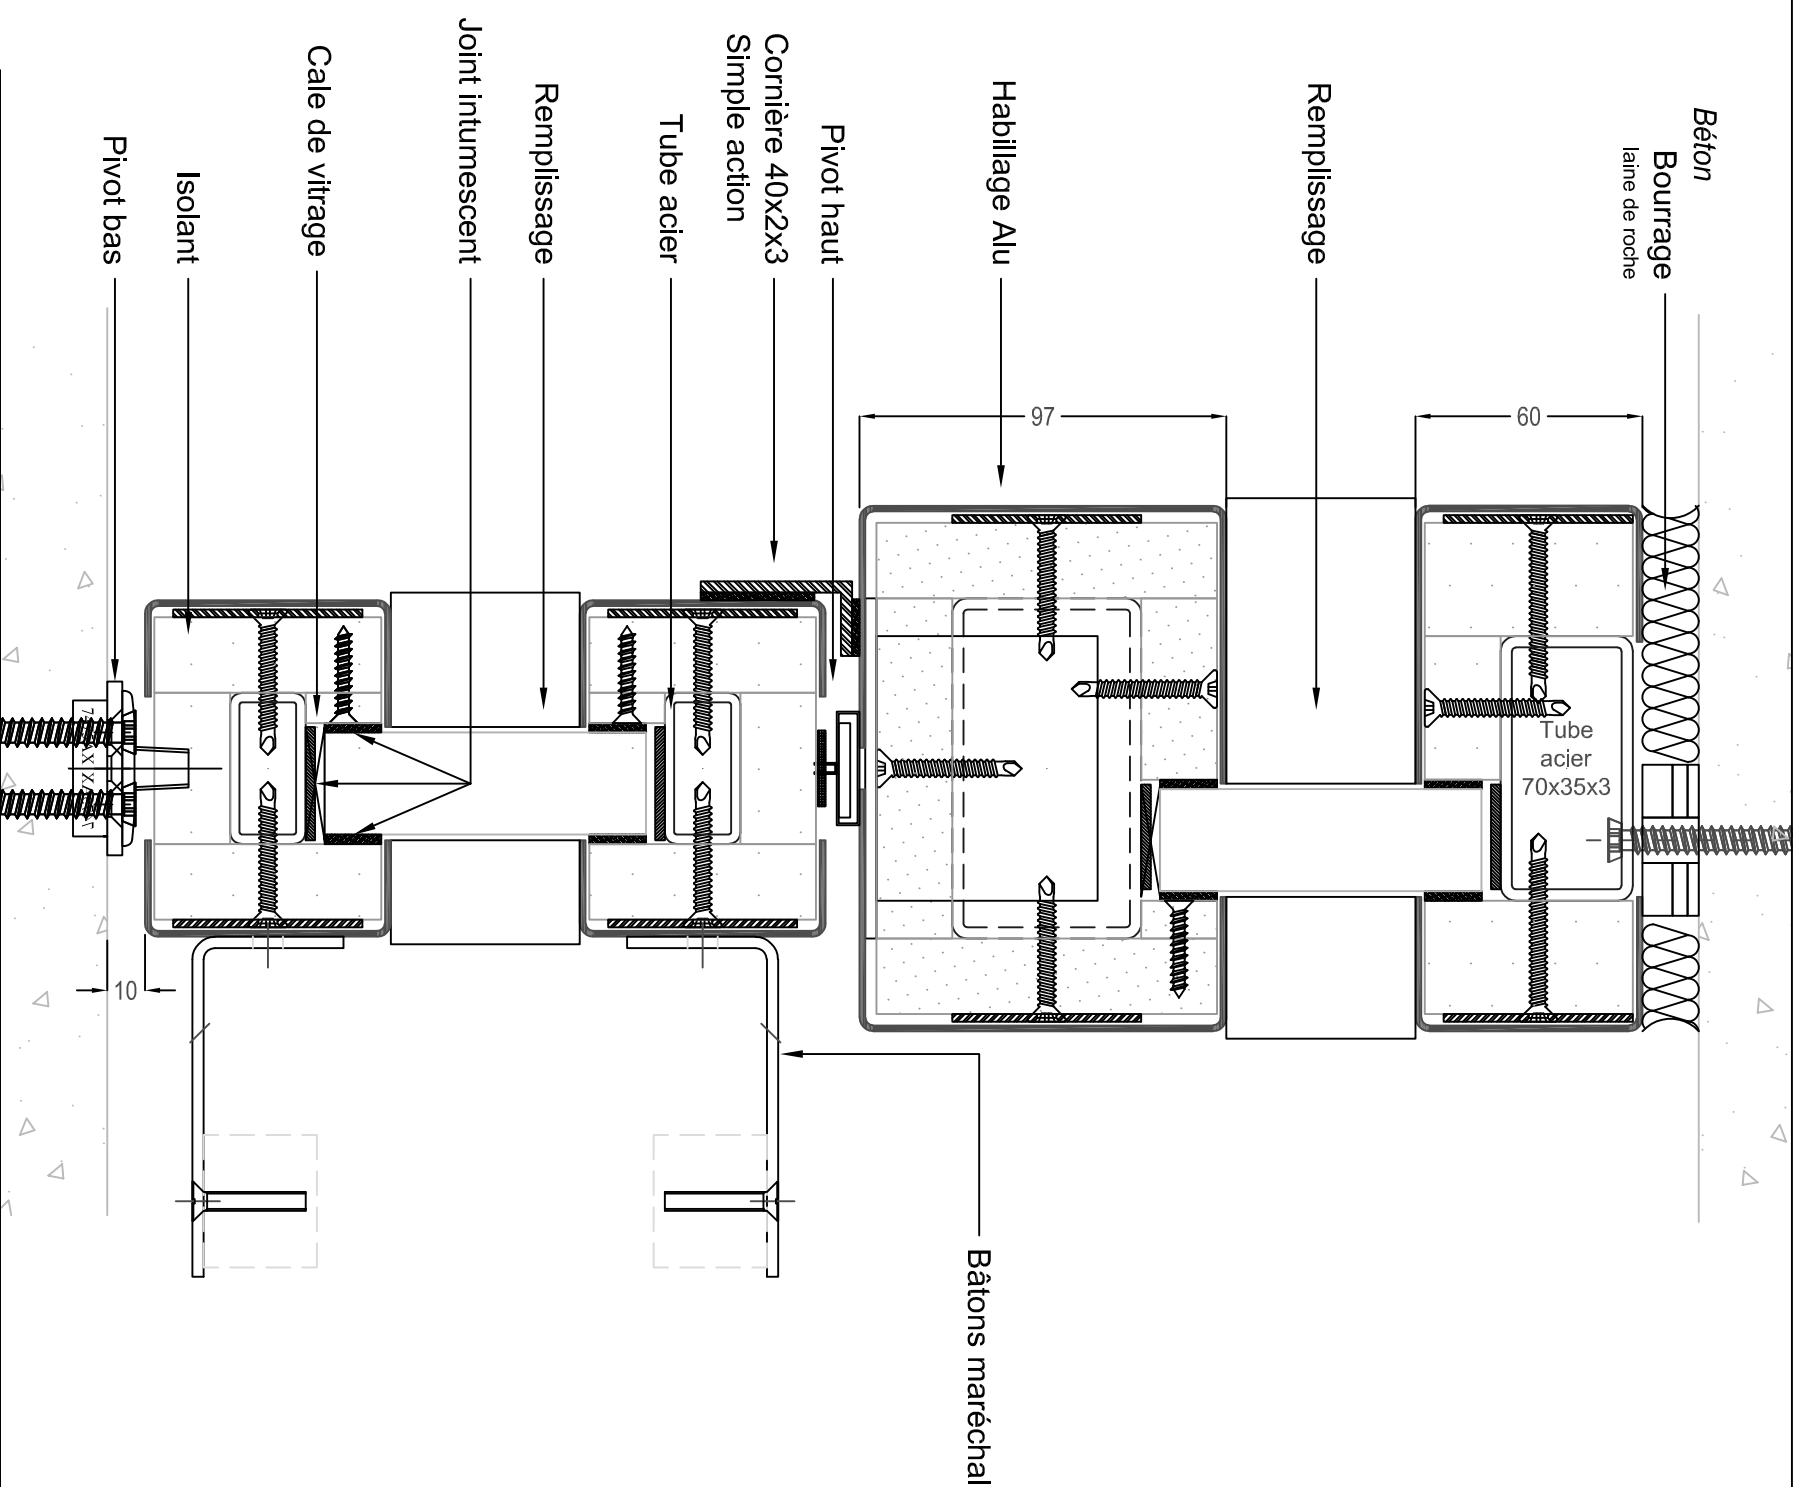 Béton
Bourrage
laine de roche
Remplissage
Habillage Alu
Pivot haut
Cornière 40x2x3
Simple action
Tube acier
Remplissage
Joint intumescent
Cale de vitrage
Isolant
Pivot bas
97
60
Tube
acier
70x35x3
10
Bâtons maréchal